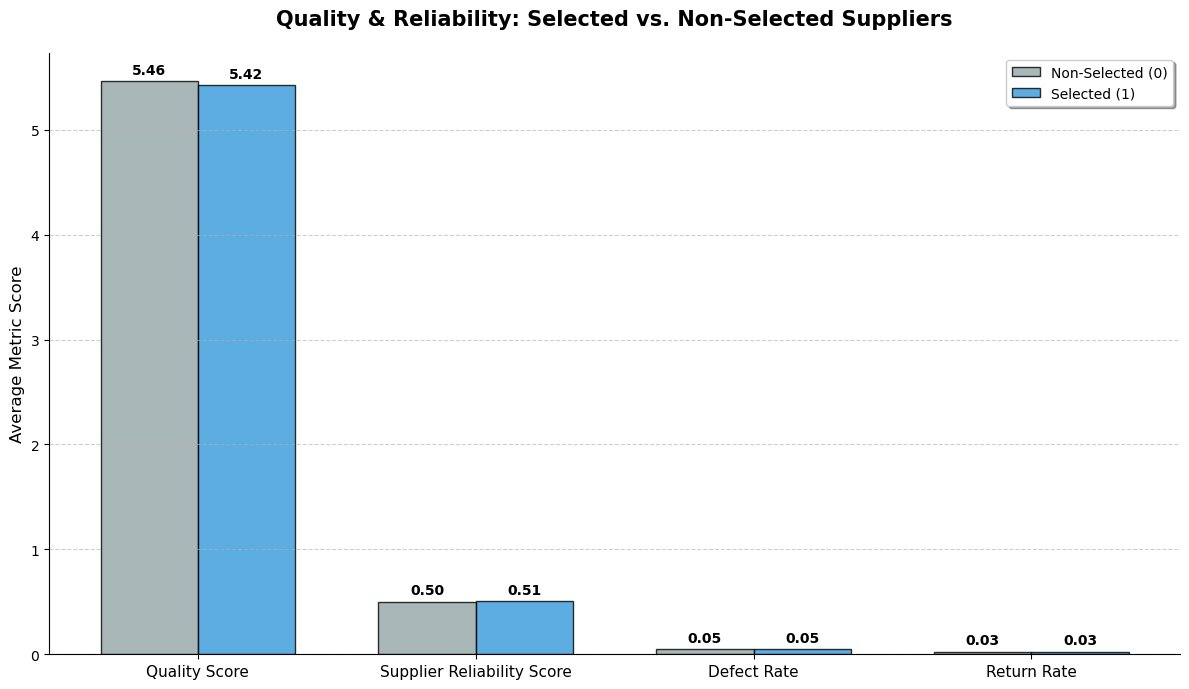 Quality & Reliability: Selected vs. Non-Selected Suppliers
Non-Selected (0)
Selected (1)
Average Metric Score
5
4
3
2
1
0
5.46
5.42
0.50
0.51
0.05
0.05
0.03
0.03
Quality Score
Supplier Reliability Score
Defect Rate
Return Rate